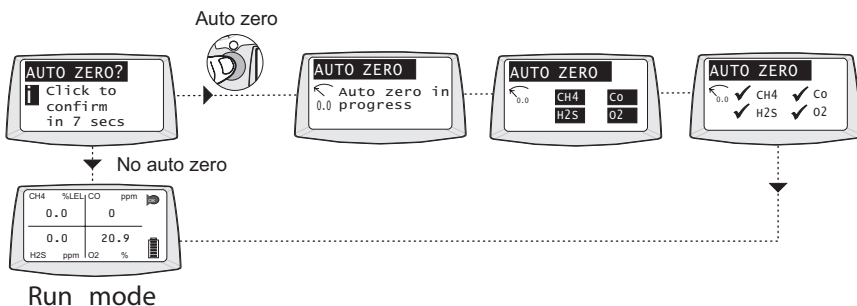 Auto zero
AUTO ZERO?
i Click to
confirm
in 7 secs
AUTO ZERO
Auto zero in
0.0 progress
AUTO ZERO
0.0 CH4 Co
H2S O2
AUTO ZERO
0.0 ✓ CH4 ✓ Co
✓ H2S ✓ O2
No auto zero
CH4 %LEL CO ppm
0.0 0
0.0 20.9
H2S ppm O2 %
Run mode